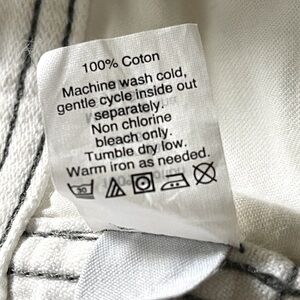 100% Coton
Machine wash cold,
gentle cycle inside out
separately.
Non chlorine
bleach only.
Tumble dry low.
Warm iron as needed.
30